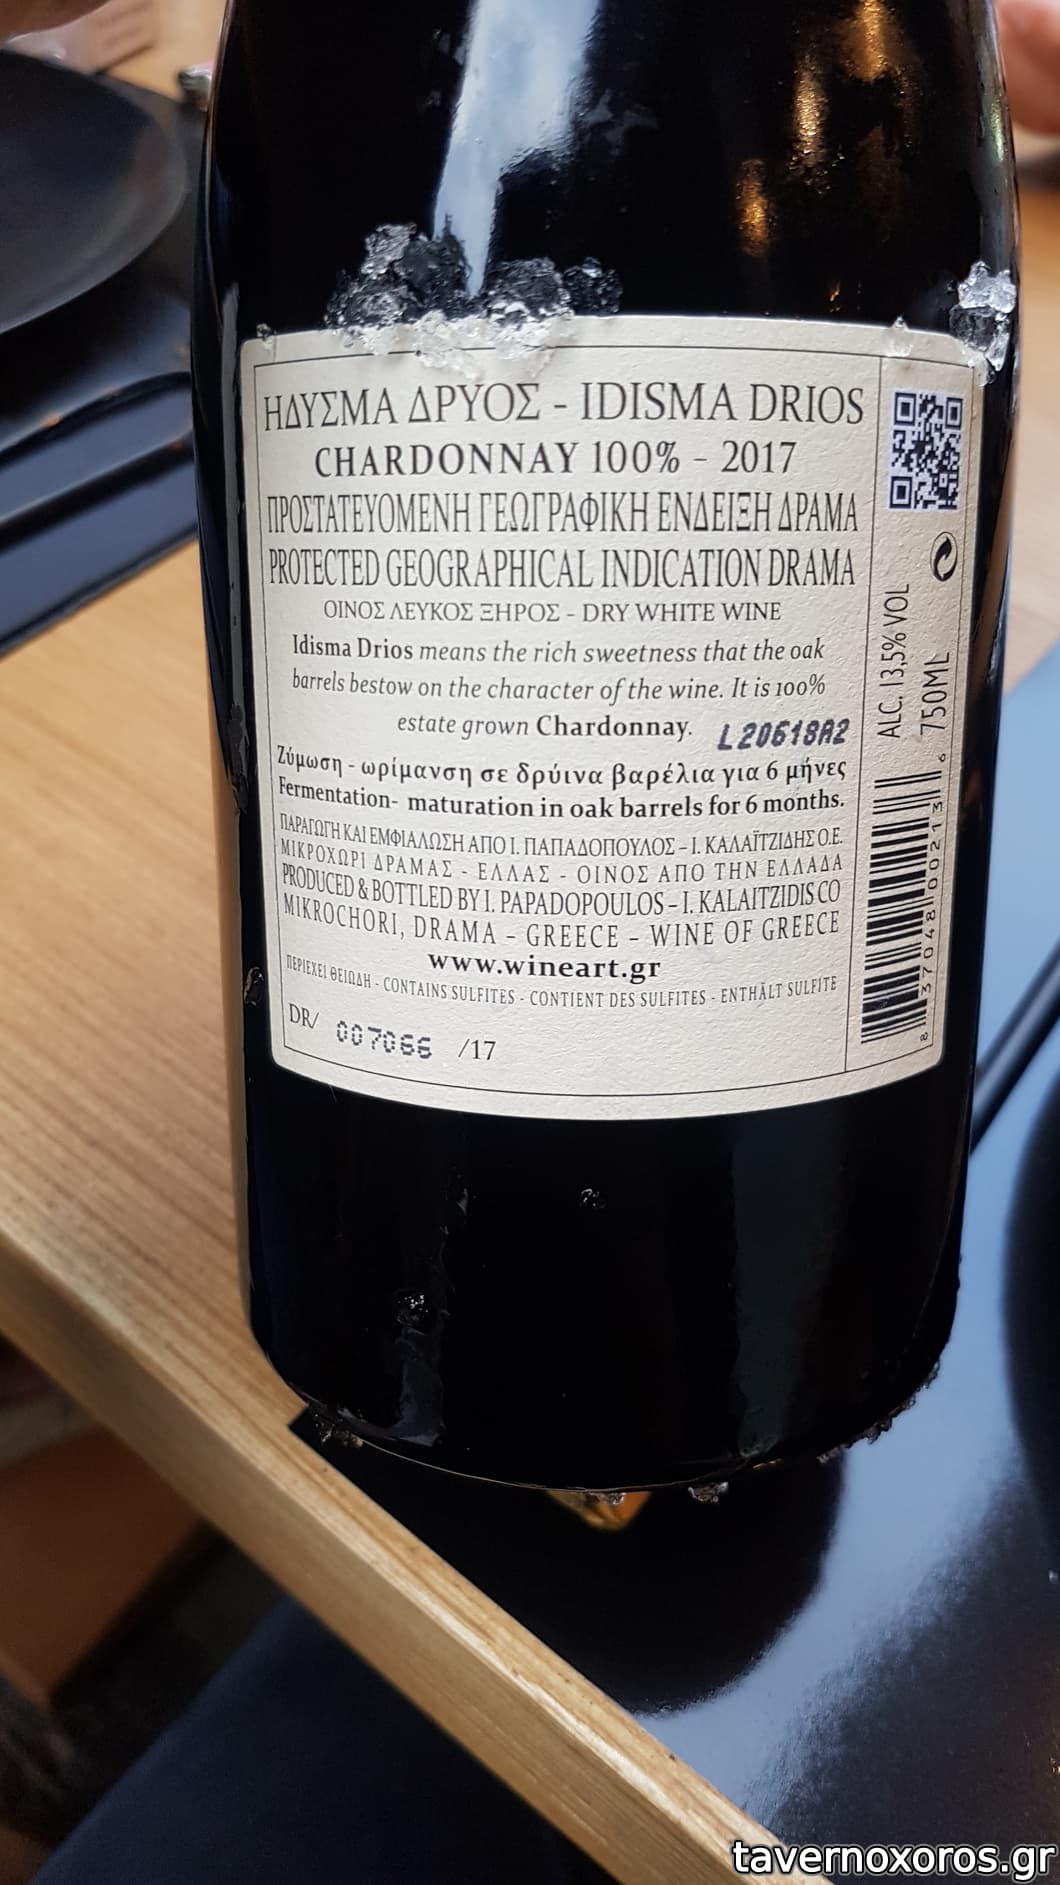 ΗΔΥΣΜΑ ΔΡΥΟΣ - IDISMA DRIOS
CHARDONNAY 100% - 2017
ΠΡΟΣΤΑΤΕΥΟΜΕΝΗ ΓΕΩΓΡΑΦΙΚΗ ΕΝΔΕΙΞΗ ΔΡΑΜΑ
PROTECTED GEOGRAPHICAL INDICATION DRAMA
ΟΙΝΟΣ ΛΕΥΚΟΣ ΞΗΡΟΣ - DRY WHITE WINE
Idisma Drios means the rich sweetness that the oak
barrels bestow on the character of the wine. It is 100%
estate grown Chardonnay.
L20618A2
Ζύμωση - ωρίμανση σε δρύινα βαρέλια για 6 μήνες
Fermentation- maturation in oak barrels for 6 months.
ΠΑΡΑΓΩΓΗ ΚΑΙ ΕΜΦΙΑΛΩΣΗ ΑΠΟ Ι. ΠΑΠΑΔΟΠΟΥΛΟΣ – Ι. ΚΑΛΑΪΤΖΙΔΗΣ Ο.Ε.
ΜΙΚΡΟΧΩΡΙ ΔΡΑΜΑΣ - ΕΛΛΑΣ - ΟΙΝΟΣ ΑΠΟ ΤΗΝ ΕΛΛΑΔΑ
PRODUCED & BOTTLED BY I. PAPADOPOULOS – I. KALAITZIDIS CO
MIKROCHORI, DRAMA – GREECE – WINE OF GREECE
www.wineart.gr
ΠΕΡΙΕΧΕΙ ΘΕΙΩΔΗ - CONTAINS SULFITES - CONTIENT DES SULFITES - ENTHÄLT SULFITE
DR/ 007066 /17
ALC. 13,5% VOL
750ML
8 37048 00213 6
tavernoxoros.gr